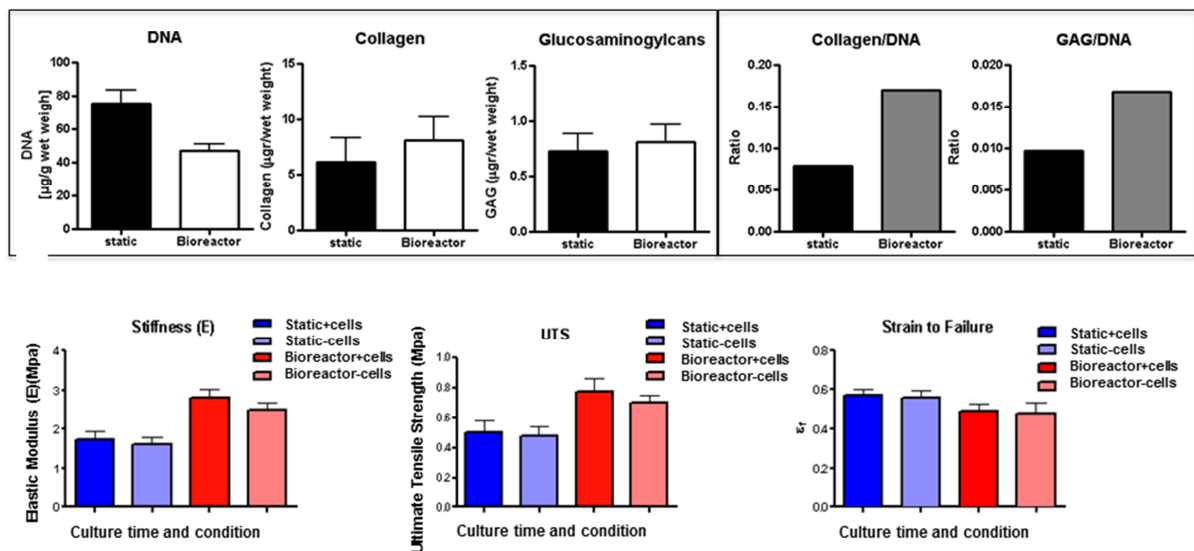 DNA
DNA
[µg/g wet weigh]
100
80
60
40
20
0
static
Bioreactor
Collagen
Collagen (µgr/wet weight)
15
10
5
0
static
Bioreactor
Glucosaminogylcans
GAG (µgr/wet weight)
1.5
1.0
0.5
0.0
static
Bioreactor
Collagen/DNA
Ratio
0.20
0.15
0.10
0.05
0.00
static
Bioreactor
GAG/DNA
Ratio
0.020
0.015
0.010
0.005
0.000
static
Bioreactor
Stiffness (E)
Elastic Modulus (E)(Mpa)
4
3
2
1
0
Static+cells
Static-cells
Bioreactor+cells
Bioreactor-cells
Culture time and condition
UTS
Ultimate Tensile Strength (Mpa)
1.0
0.8
0.6
0.4
0.2
0.0
Static+cells
Static-cells
Bioreactor+cells
Bioreactor-cells
Culture time and condition
Strain to Failure
εf
0.8
0.6
0.4
0.2
0.0
Static+cells
Static-cells
Bioreactor+cells
Bioreactor-cells
Culture time and condition